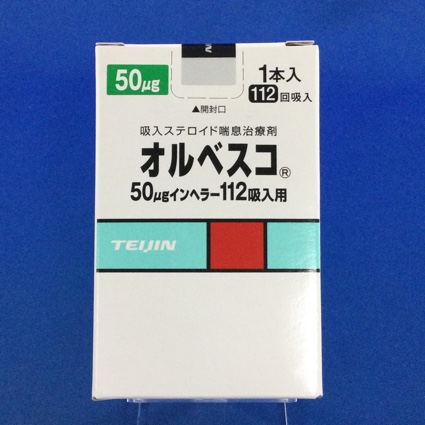 50μg
1本入
112回吸入
▲開封口
吸入ステロイド喘息治療剤
オルベスコ®
50μgインヘラー112吸入用
TEIJIN